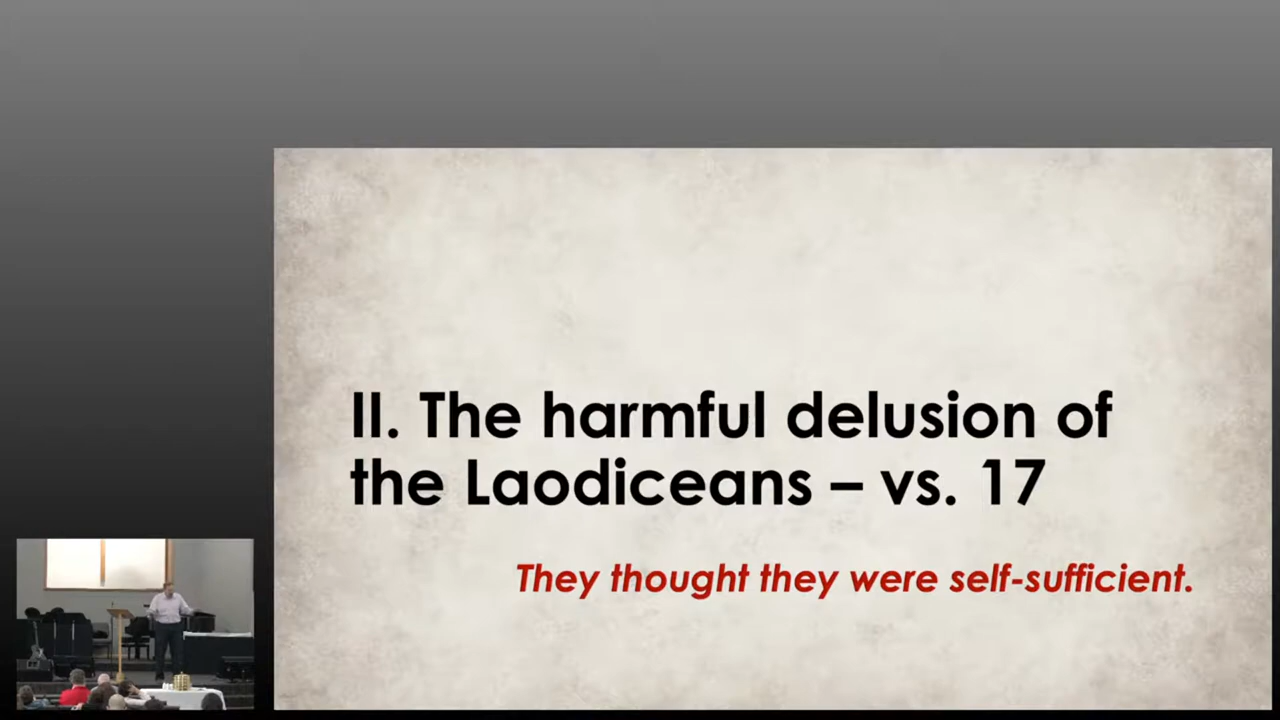 II. The harmful delusion of
the Laodiceans – vs. 17
They thought they were self-sufficient.